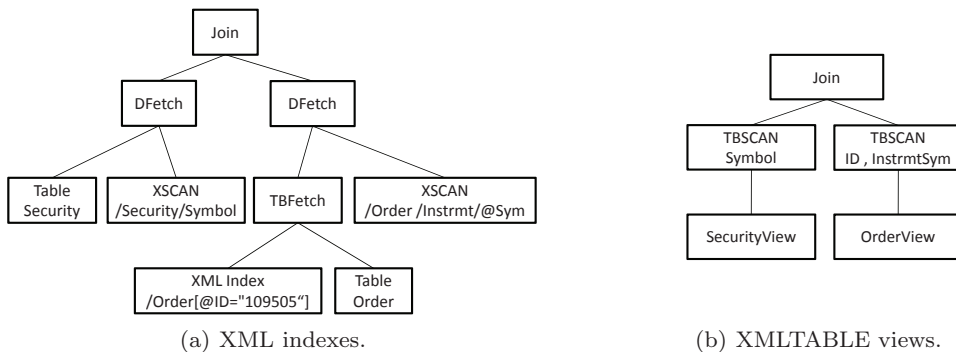 Join
DFetch
DFetch
Table
Security
XSCAN
/Security/Symbol
TBFetch
XSCAN
/Order /Instrmt/@Sym
XML Index
/Order[@ID="109505“]
Table
Order
(a) XML indexes.
Join
TBSCAN
Symbol
TBSCAN
ID , InstrmtSym
SecurityView
OrderView
(b) XMLTABLE views.